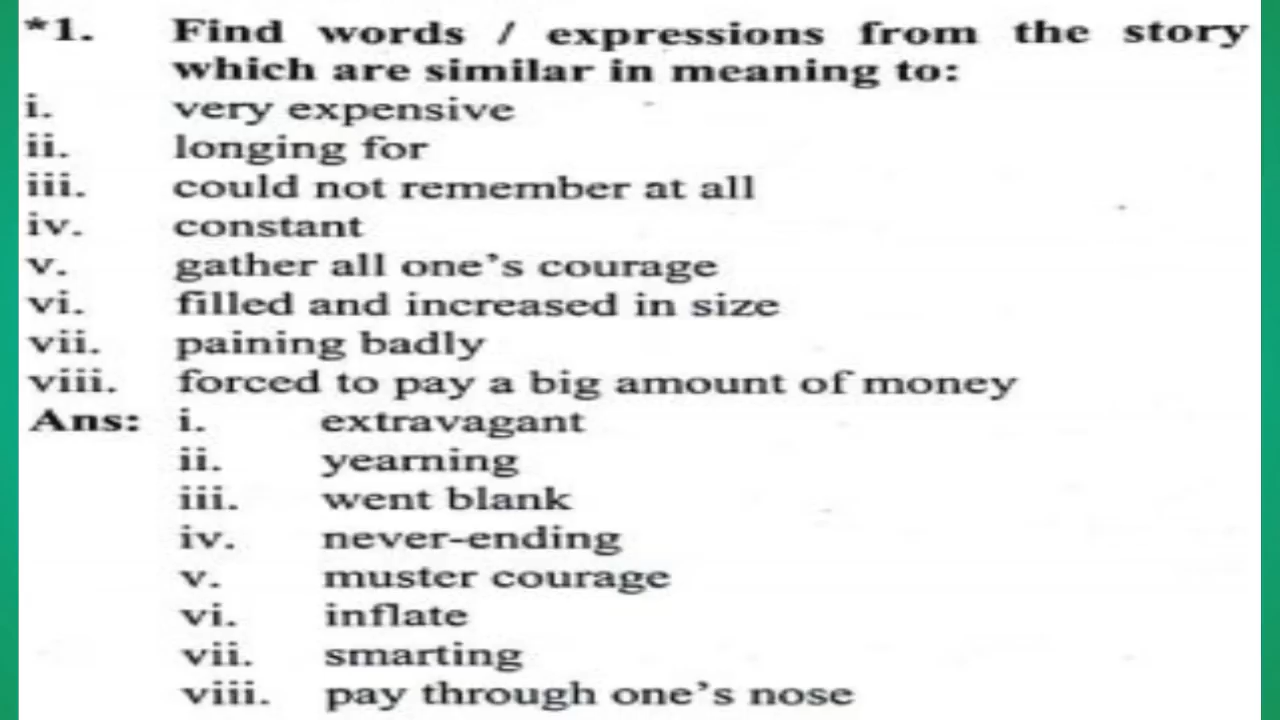 *1. Find words / expressions from the story
which are similar in meaning to:
i. very expensive
ii. longing for
iii. could not remember at all
iv. constant
v. gather all one's courage
vi. filled and increased in size
vii. paining badly
viii. forced to pay a big amount of money
Ans: i. extravagant
ii. yearning
iii. went blank
iv. never-ending
v. muster courage
vi. inflate
vii. smarting
viii. pay through one's nose